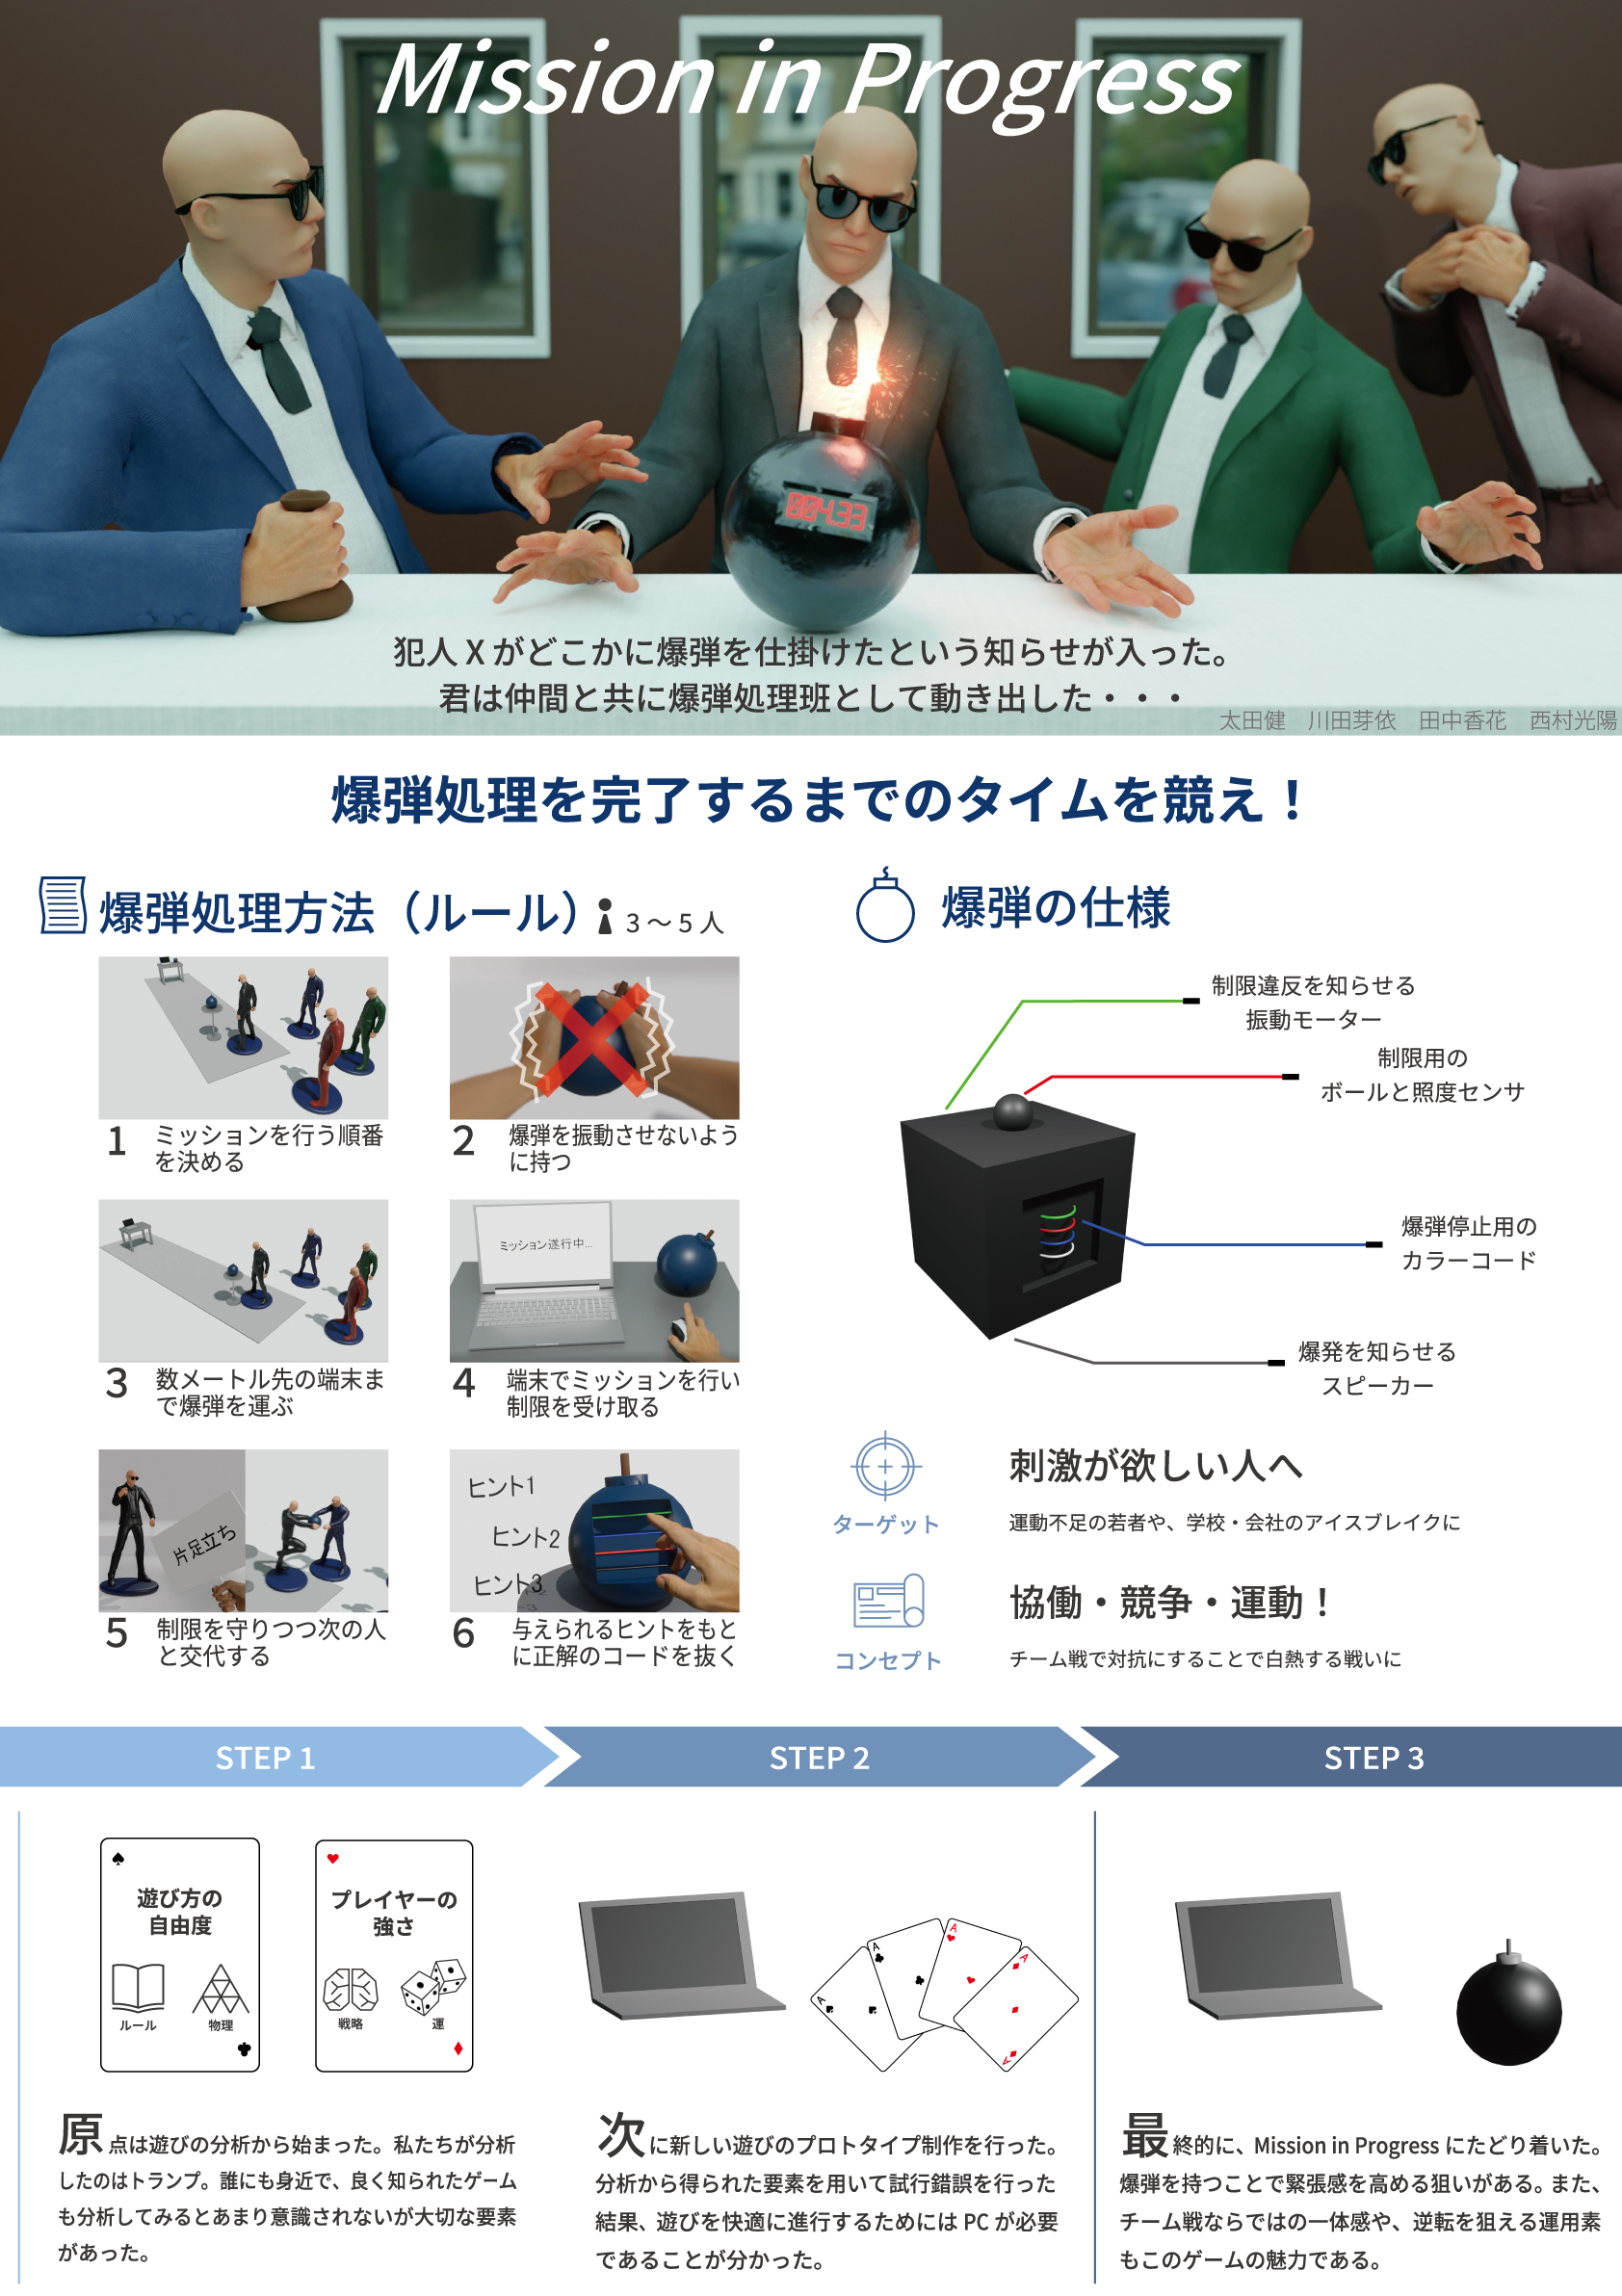 Mission in Progress
004.33
犯人 X がどこかに爆弾を仕掛けたという知らせが入った。
君は仲間と共に爆弾処理班として動き出した・・・
太田健　川田芽依　田中香花　西村光陽
爆弾処理を完了するまでのタイムを競え！
爆弾処理方法（ルール） 3 〜 5 人
1 ミッションを行う順番
を決める
2 爆弾を振動させないよう
に持つ
3 数メートル先の端末ま
で爆弾を運ぶ
ミッション遂行中...
4 端末でミッションを行い
制限を受け取る
片足立ち
5 制限を守りつつ次の人
と交代する
ヒント1
ヒント2
ヒント3
6 与えられるヒントをもと
に正解のコードを抜く
爆弾の仕様
制限違反を知らせる
振動モーター
制限用の
ボールと照度センサ
爆弾停止用の
カラーコード
爆発を知らせる
スピーカー
ターゲット
刺激が欲しい人へ
運動不足の若者や、学校・会社のアイスブレイクに
コンセプト
協働・競争・運動！
チーム戦で対抗にすることで白熱する戦いに
STEP 1
STEP 2
STEP 3
遊び方の
自由度
ルール 物理
プレイヤーの
強さ
戦略 運
A
A
A
A
A
原点は遊びの分析から始まった。私たちが分析
したのはトランプ。誰にも身近で、良く知られたゲーム
も分析してみるとあまり意識されないが大切な要素
があった。
次に新しい遊びのプロトタイプ制作を行った。
分析から得られた要素を用いて試行錯誤を行った
結果、遊びを快適に進行するためには PC が必要
であることが分かった。
最終的に、Mission in Progress にたどり着いた。
爆弾を持つことで緊張感を高める狙いがある。また、
チーム戦ならではの一体感や、逆転を狙える運用素
もこのゲームの魅力である。